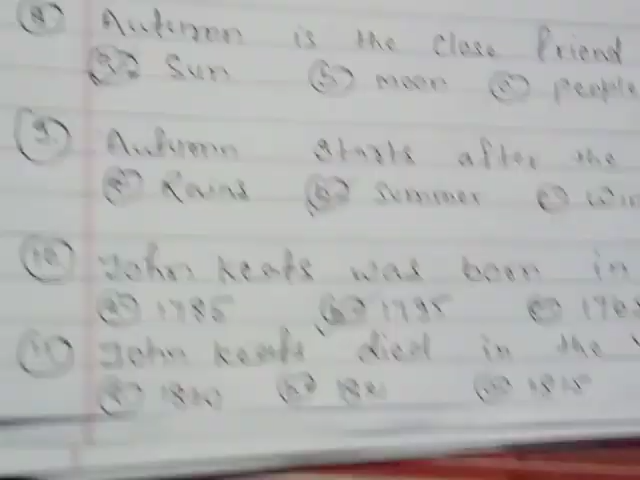 (8) Autumn is the close friend
(a) Sun (b) moon (c) people
(9) Autumn starts after the
(a) Rains (b) Summer (c)
(10) John Keats was born in
(a) 1785 (b) 1795 (c)
(11) John Keats died in the
(a) (b) (c)